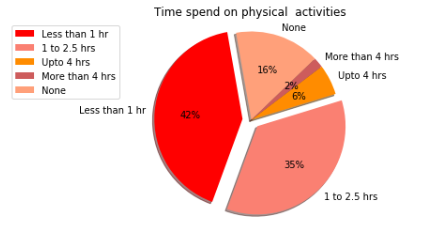 Time spend on physical activities
Less than 1 hr
1 to 2.5 hrs
Upto 4 hrs
More than 4 hrs
None
None
More than 4 hrs
Upto 4 hrs
Less than 1 hr
1 to 2.5 hrs
16%
2%
6%
42%
35%